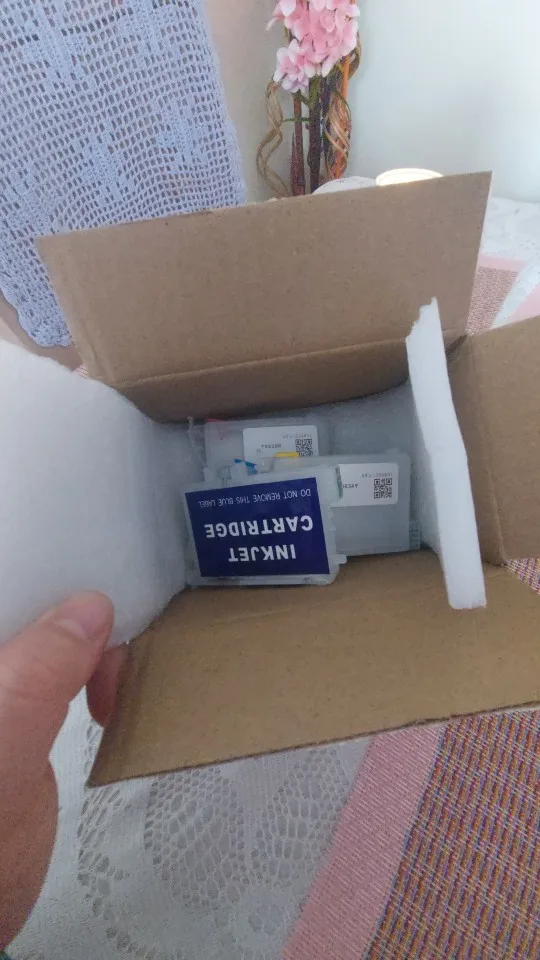 INKJET
CARTRIDGE
DO NOT REMOVE THIS BLUE LABEL